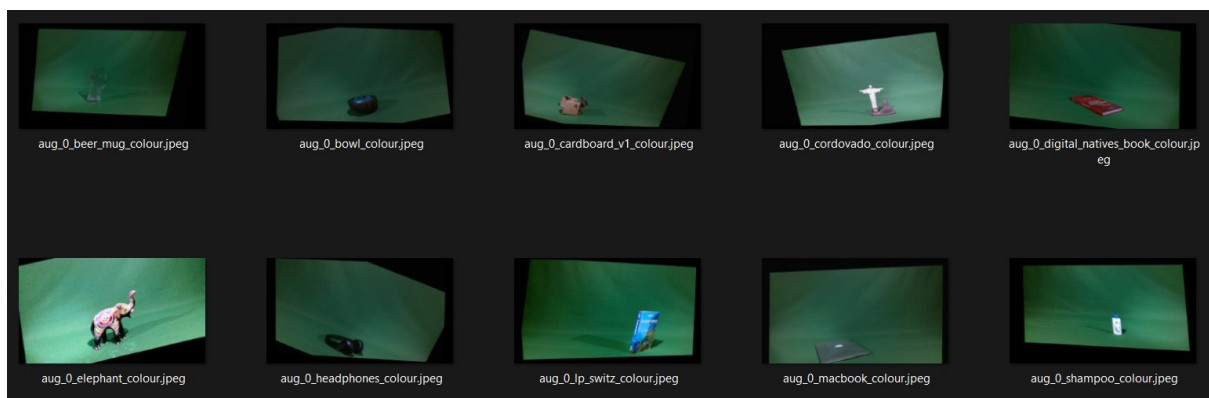 aug_0_beer_mug_colour.jpeg
aug_0_bowl_colour.jpeg
aug_0_cardboard_v1_colour.jpeg
aug_0_cordovado_colour.jpeg
aug_0_digital_natives_book_colour.jp
eg
aug_0_elephant_colour.jpeg
aug_0_headphones_colour.jpeg
aug_0_lp_switz_colour.jpeg
aug_0_macbook_colour.jpeg
aug_0_shampoo_colour.jpeg